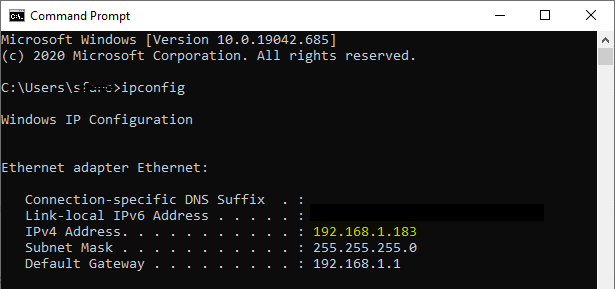 Command Prompt
Microsoft Windows [Version 10.0.19042.685]
(c) 2020 Microsoft Corporation. All rights reserved.
C:\Users\ >ipconfig
Windows IP Configuration
Ethernet adapter Ethernet:
Connection-specific DNS Suffix . :
Link-local IPv6 Address . . . . . :
IPv4 Address. . . . . . . . . . . : 192.168.1.183
Subnet Mask . . . . . . . . . . . : 255.255.255.0
Default Gateway . . . . . . . . . : 192.168.1.1